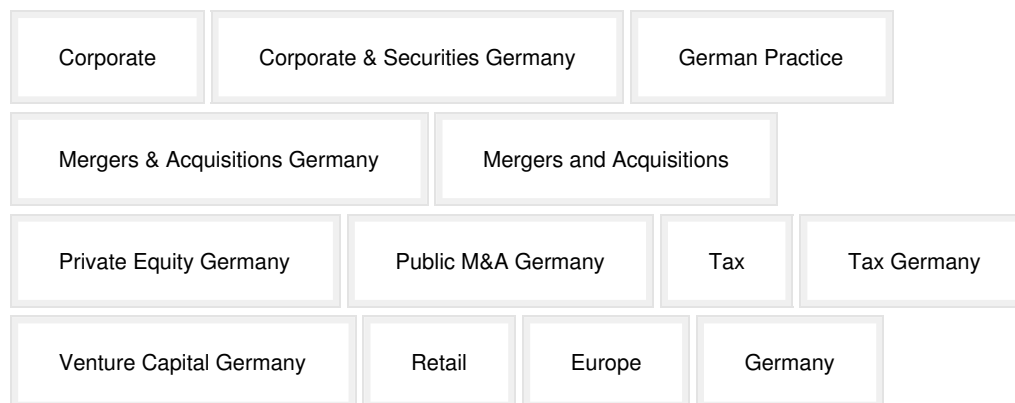 Corporate Corporate & Securities Germany German Practice
Mergers & Acquisitions Germany Mergers and Acquisitions
Private Equity Germany Public M&A Germany Tax Tax Germany
Venture Capital Germany Retail Europe Germany